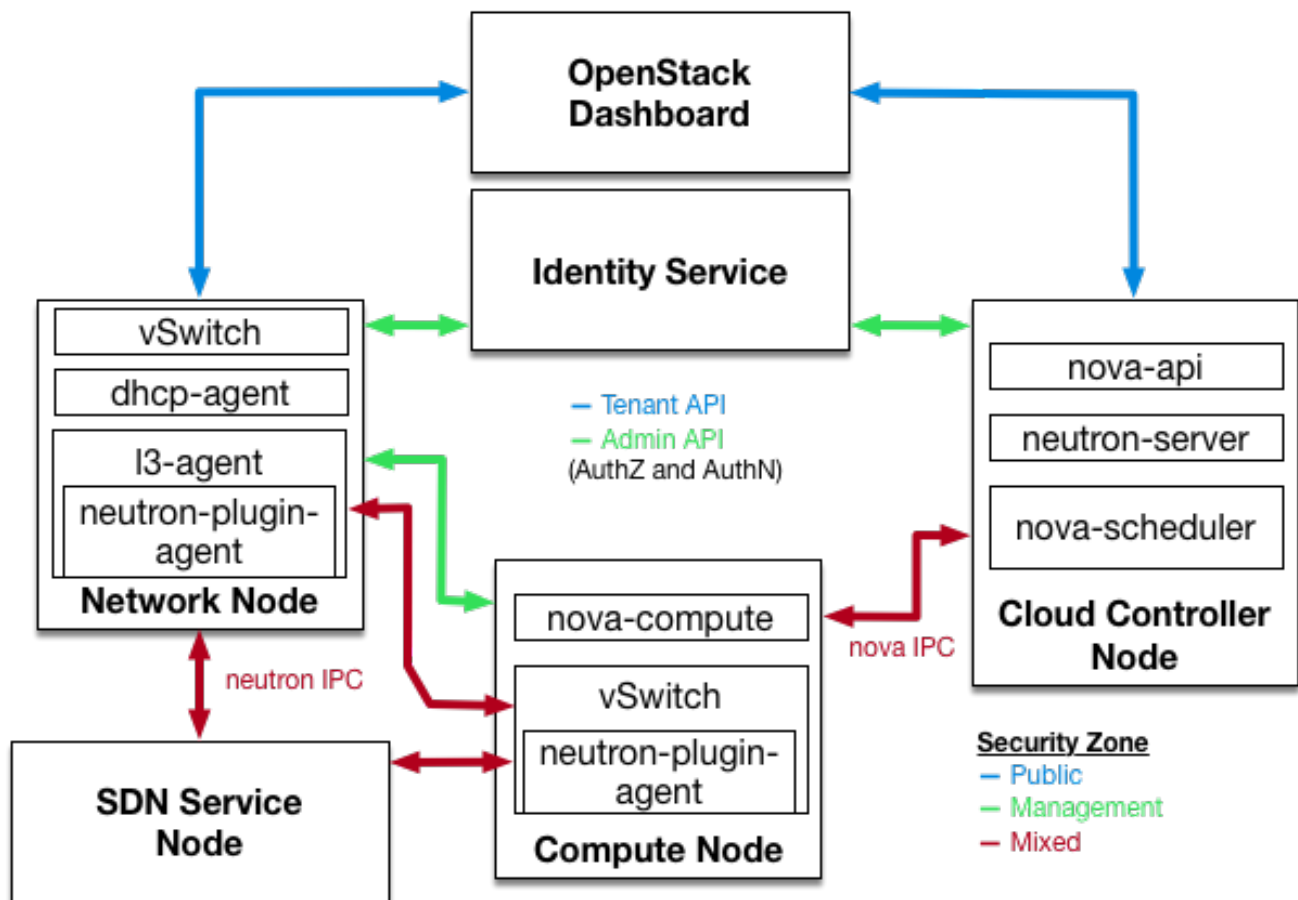 OpenStack
Dashboard
Identity Service
vSwitch
dhcp-agent
l3-agent
neutron-plugin-
agent
Network Node
— Tenant API
— Admin API
(AuthZ and AuthN)
nova-api
neutron-server
nova-scheduler
Cloud Controller
Node
nova-compute
vSwitch
neutron-plugin-
agent
Compute Node
nova IPC
neutron IPC
SDN Service
Node
Security Zone
— Public
— Management
— Mixed